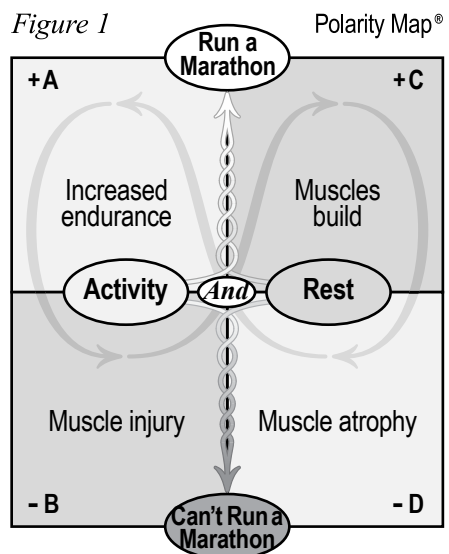 Figure 1
Polarity Map®
Run a
Marathon
+A
+C
Increased
endurance
Muscles
build
Activity
And
Rest
Muscle injury
Muscle atrophy
- B
- D
Can't Run a
Marathon